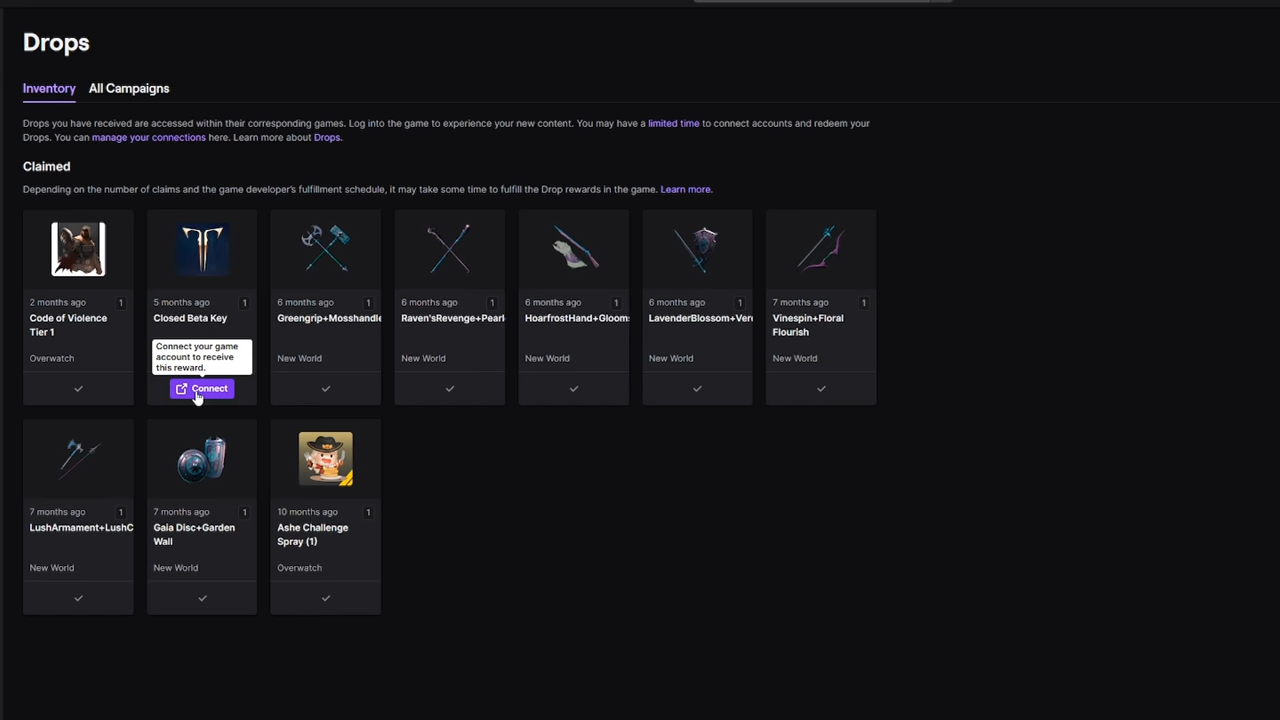 Drops
Inventory All Campaigns
Drops you have received are accessed within their corresponding games. Log into the game to experience your new content. You may have a limited time to connect accounts and redeem your
Drops. You can manage your connections here. Learn more about Drops.
Claimed
Depending on the number of claims and the game developer's fulfillment schedule, it may take some time to fulfill the Drop rewards in the game. Learn more.
2 months ago 1
Code of Violence
Tier 1
Overwatch
5 months ago 1
Closed Beta Key
Connect your game
account to receive
this reward.
Connect
6 months ago 1
Greengrip+Mosshandle
New World
6 months ago 1
Raven'sRevenge+Pearl
New World
6 months ago 1
HoarfrostHand+Glooms
New World
6 months ago 1
LavenderBlossom+Ver
New World
7 months ago 1
Vinespin+Floral
Flourish
New World
7 months ago 1
LushArmament+LushC
New World
7 months ago 1
Gaia Disc+Garden
Wall
New World
10 months ago 1
Ashe Challenge
Spray (1)
Overwatch